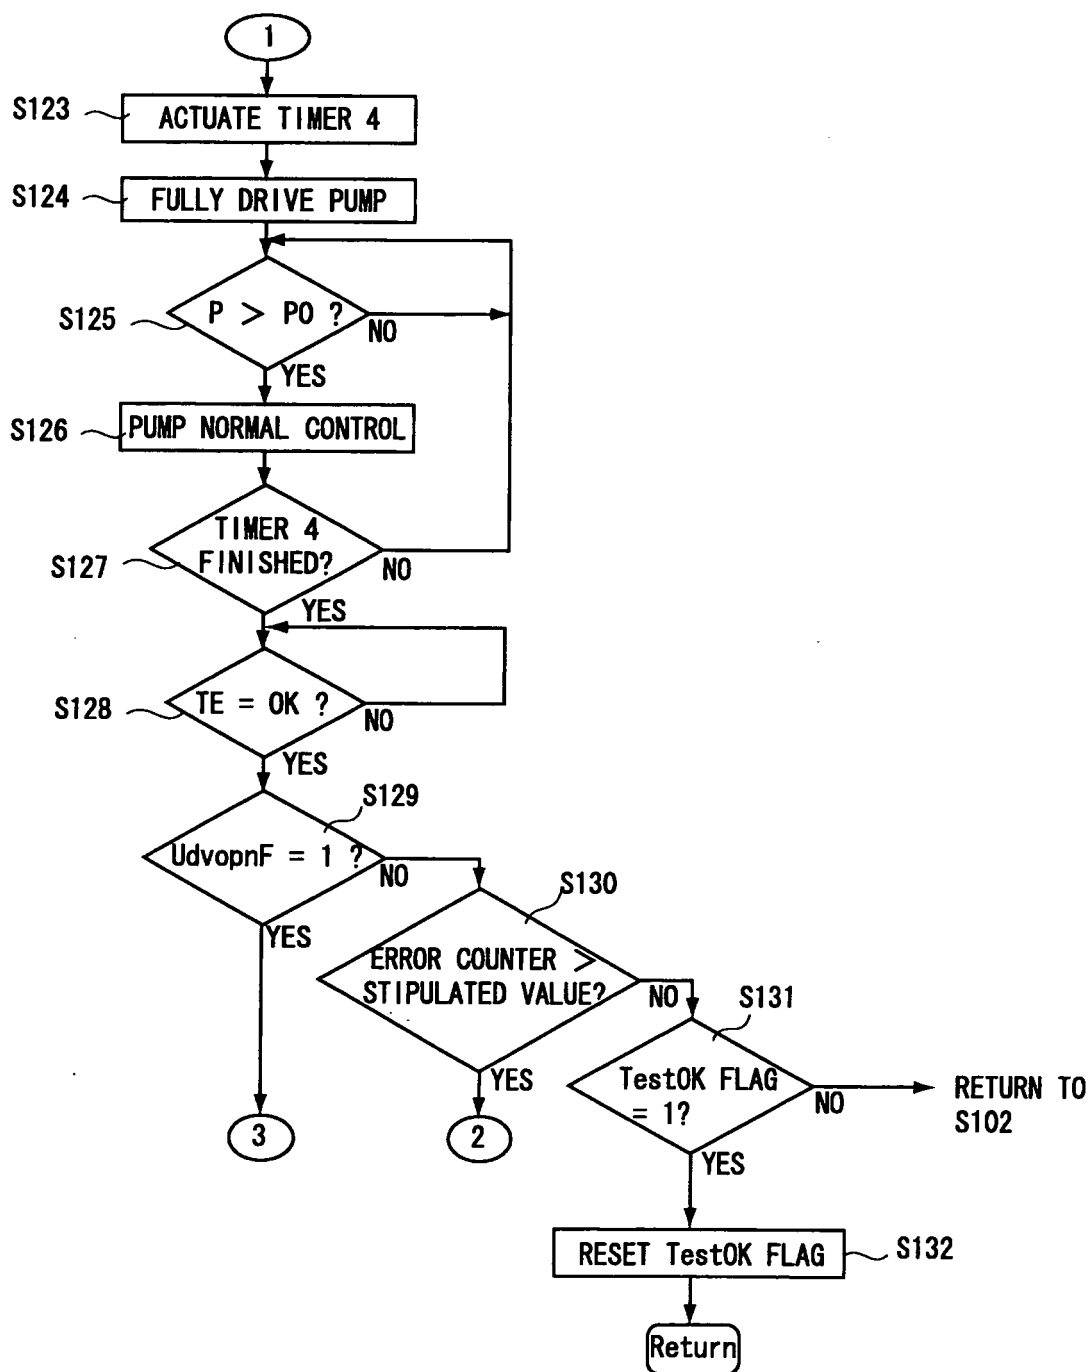 1
S123
ACTUATE TIMER 4
S124
FULLY DRIVE PUMP
S125
P > P0 ?
NO
YES
S126
PUMP NORMAL CONTROL
S127
TIMER 4
FINISHED?
NO
YES
S128
TE = OK ?
NO
YES
S129
UdvopnF = 1 ?
NO
YES
S130
ERROR COUNTER >
STIPULATED VALUE?
NO
YES
S131
TestOK FLAG
= 1?
NO
RETURN TO
S102
3
2
YES
RESET TestOK FLAG
S132
Return